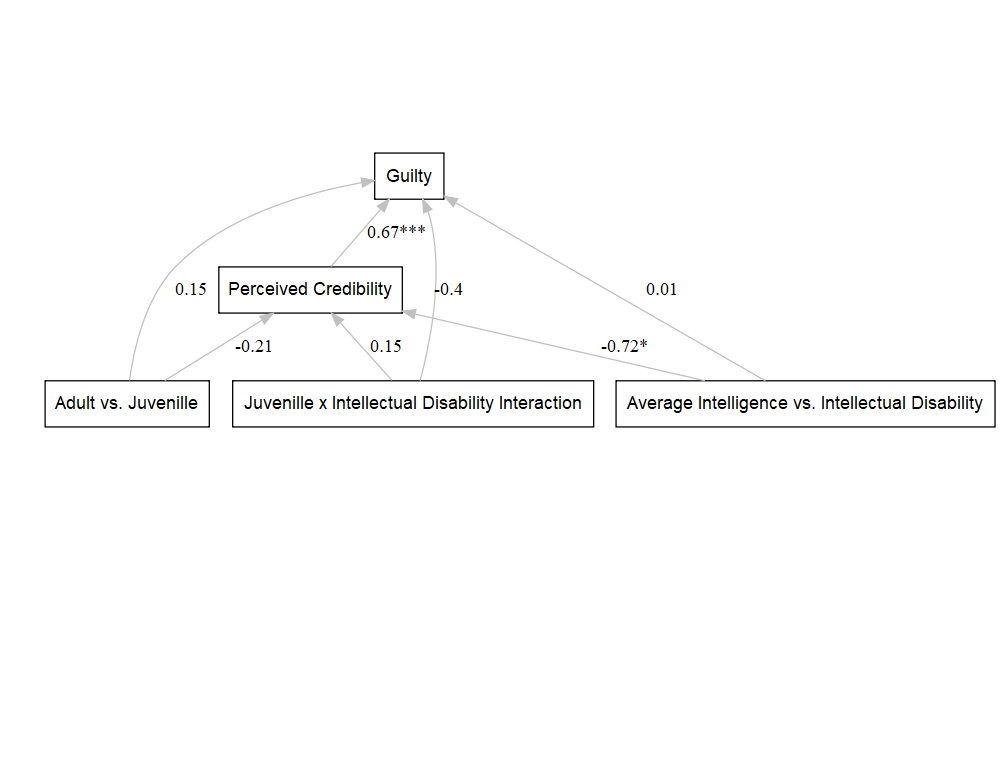 Guilty
0.67***
Perceived Credibility
0.15
-0.4
0.01
-0.21
0.15
-0.72*
Adult vs. Juvenille
Juvenille x Intellectual Disability Interaction
Average Intelligence vs. Intellectual Disability